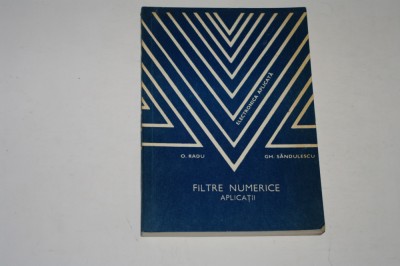 ELECTRONICA APLICATĂ
O. RADU GH. SĂNDULESCU
FILTRE NUMERICE
APLICAȚII